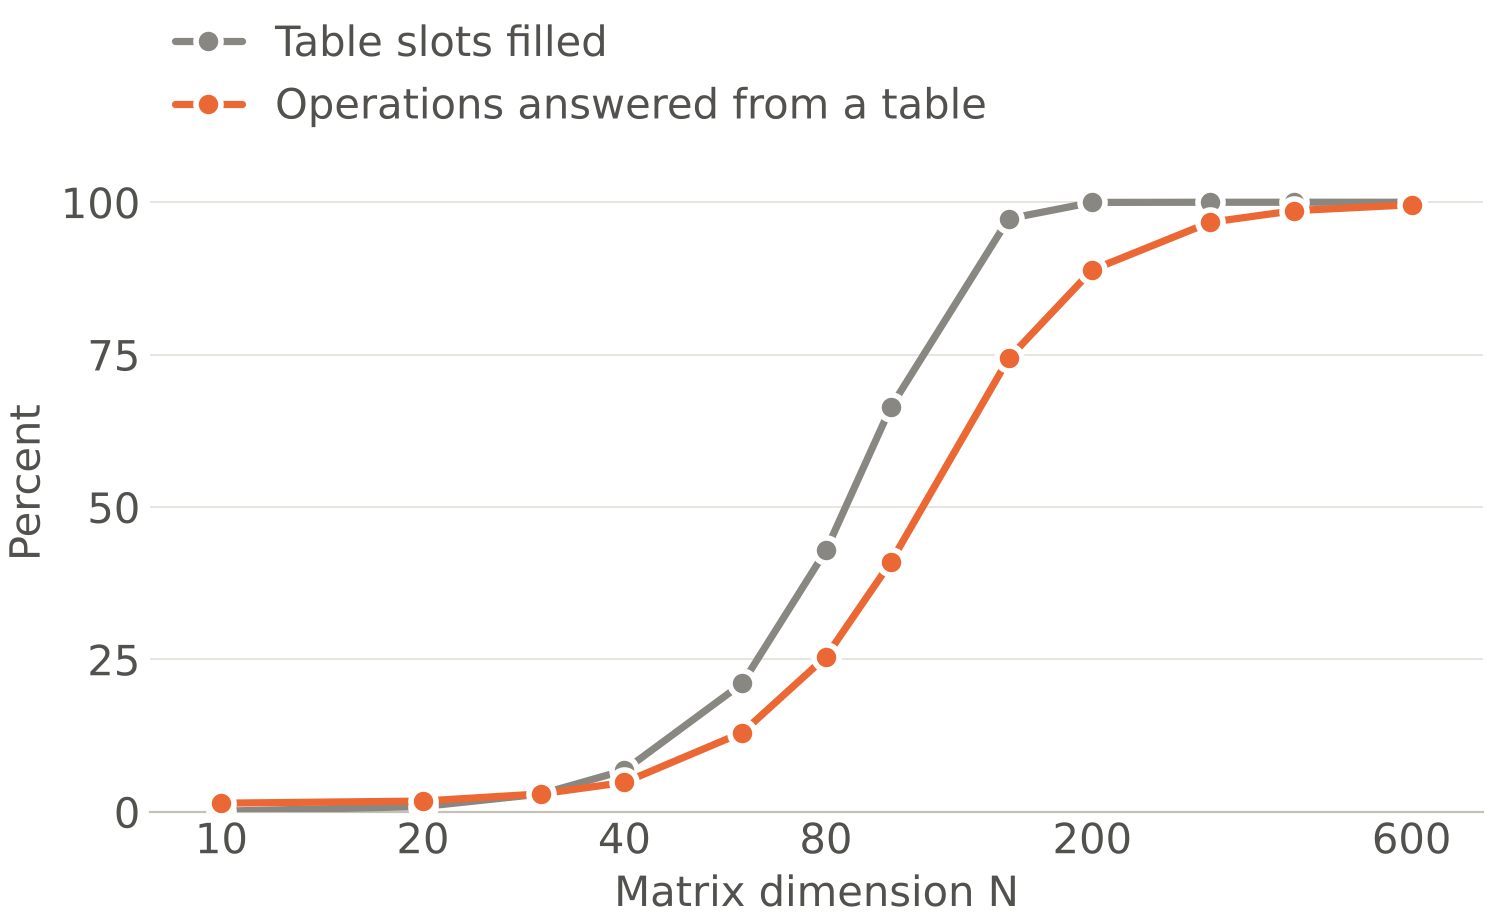 Table slots filled
Operations answered from a table
100
75
50
25
0
Percent
10 20 40 80 200 600
Matrix dimension N